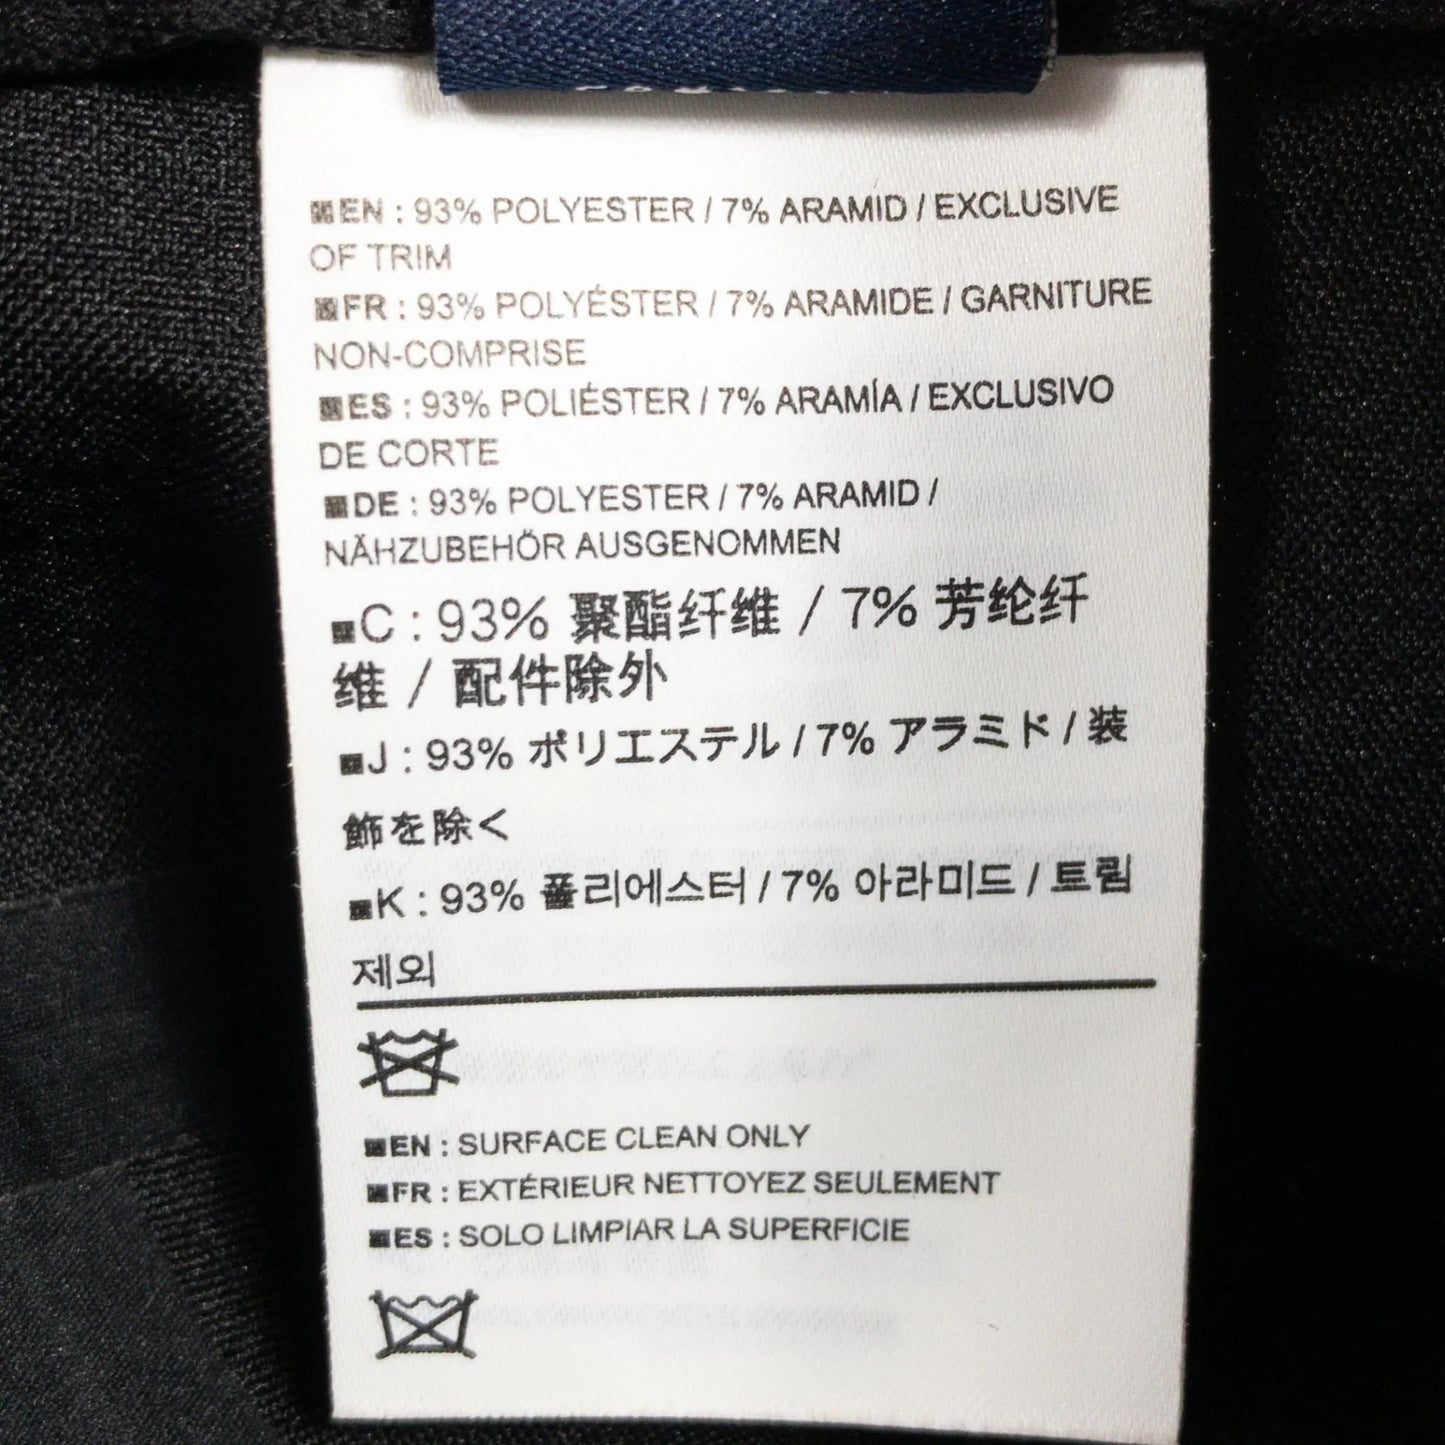 EN : 93% POLYESTER / 7% ARAMID / EXCLUSIVE
OF TRIM
FR : 93% POLYÉSTER / 7% ARAMIDE / GARNITURE
NON-COMPRISE
ES : 93% POLIÉSTER / 7% ARAMÍA / EXCLUSIVO
DE CORTE
DE : 93% POLYESTER / 7% ARAMID /
NÄHZUBEHÖR AUSGENOMMEN
C : 93% 聚酯纤维 / 7% 芳纶纤
维 / 配件除外
J : 93% ポリエステル / 7% アラミド / 装
飾を除く
K : 93% 폴리에스터 / 7% 아라미드 / 트림
제외
EN : SURFACE CLEAN ONLY
FR : EXTÉRIEUR NETTOYEZ SEULEMENT
ES : SOLO LIMPIAR LA SUPERFICIE